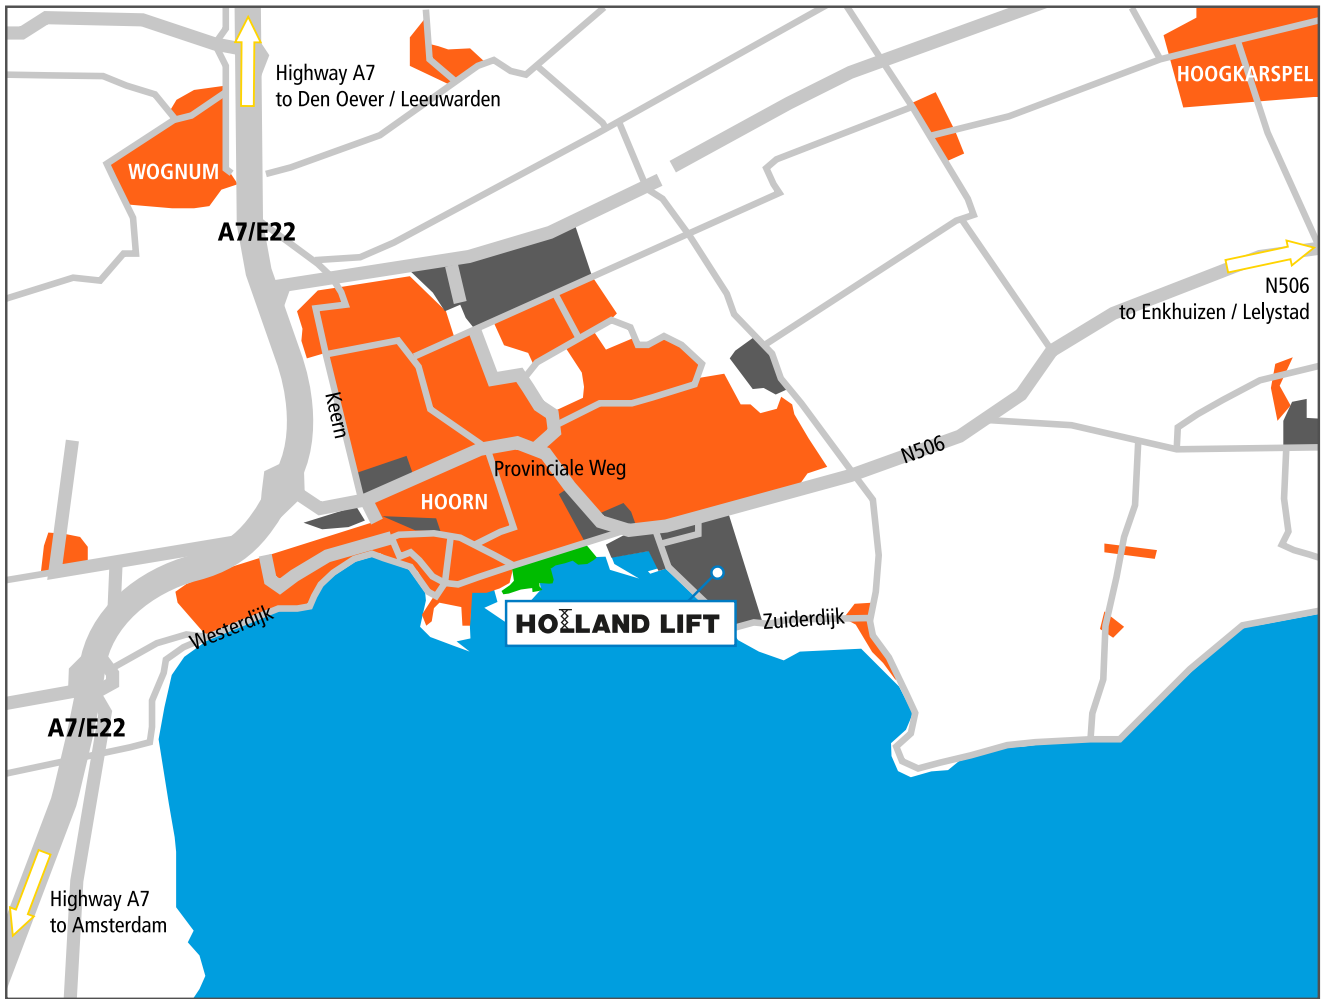 Highway A7
to Den Oever / Leeuwarden
HOOGKARSPEL
WOGNUM
A7/E22
N506
to Enkhuizen / Lelystad
Keern
N506
Provinciale Weg
HOORN
HOLLAND LIFT
Zuiderdijk
Westerdijk
A7/E22
Highway A7
to Amsterdam